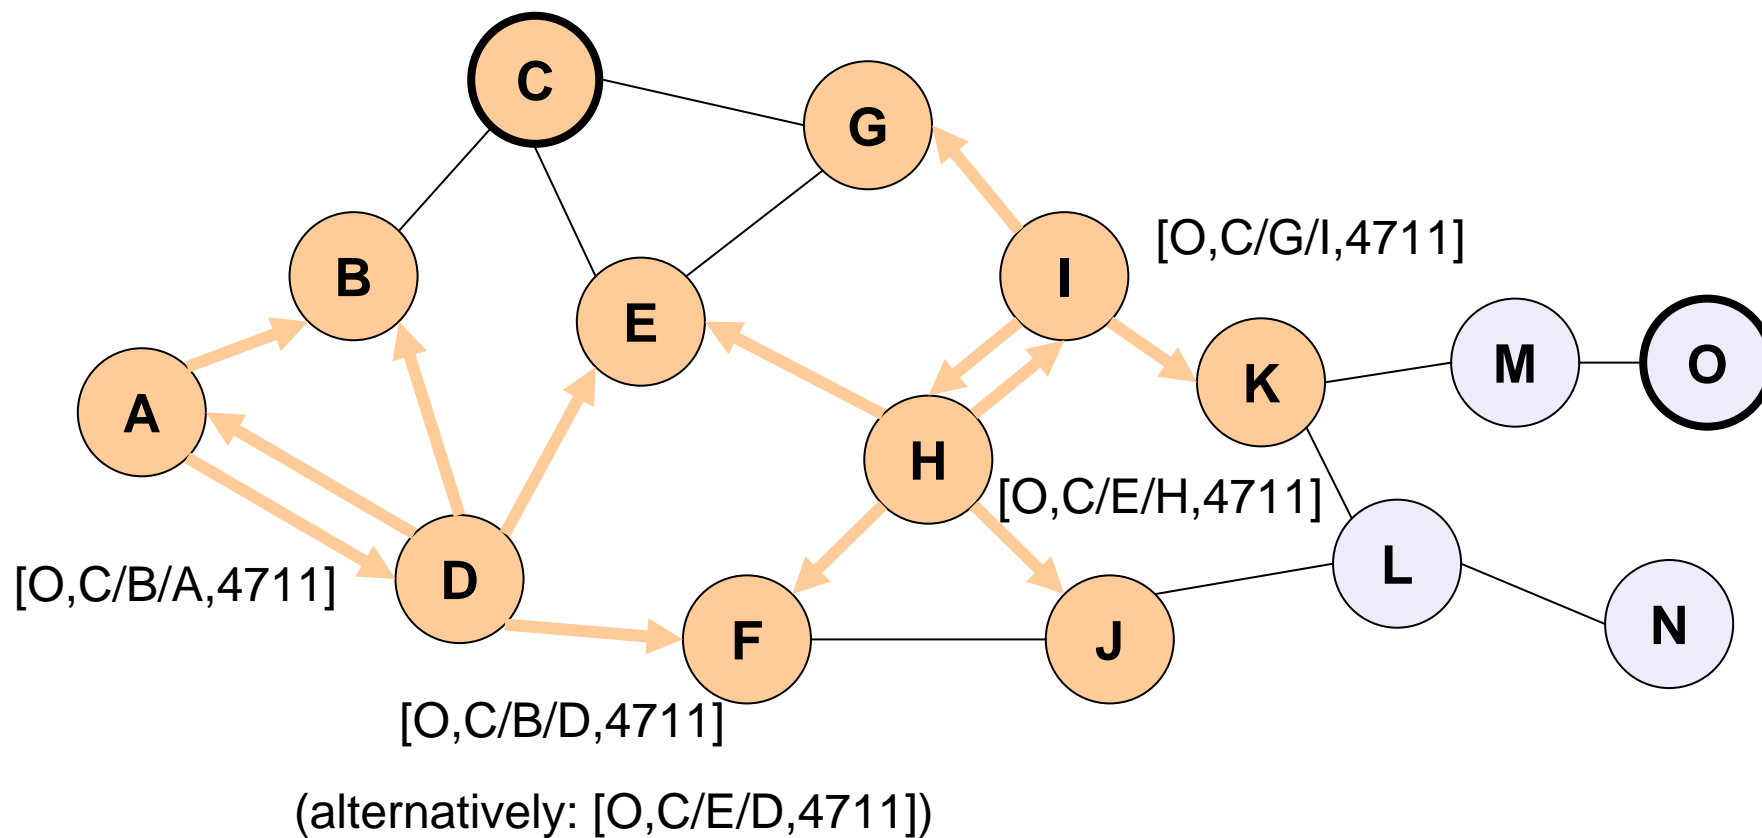 C
G
[O,C/G/I,4711]
B
I
E
M
O
K
A
H
[O,C/E/H,4711]
L
[O,C/B/A,4711]
D
N
F
J
[O,C/B/D,4711]
(alternatively: [O,C/E/D,4711])